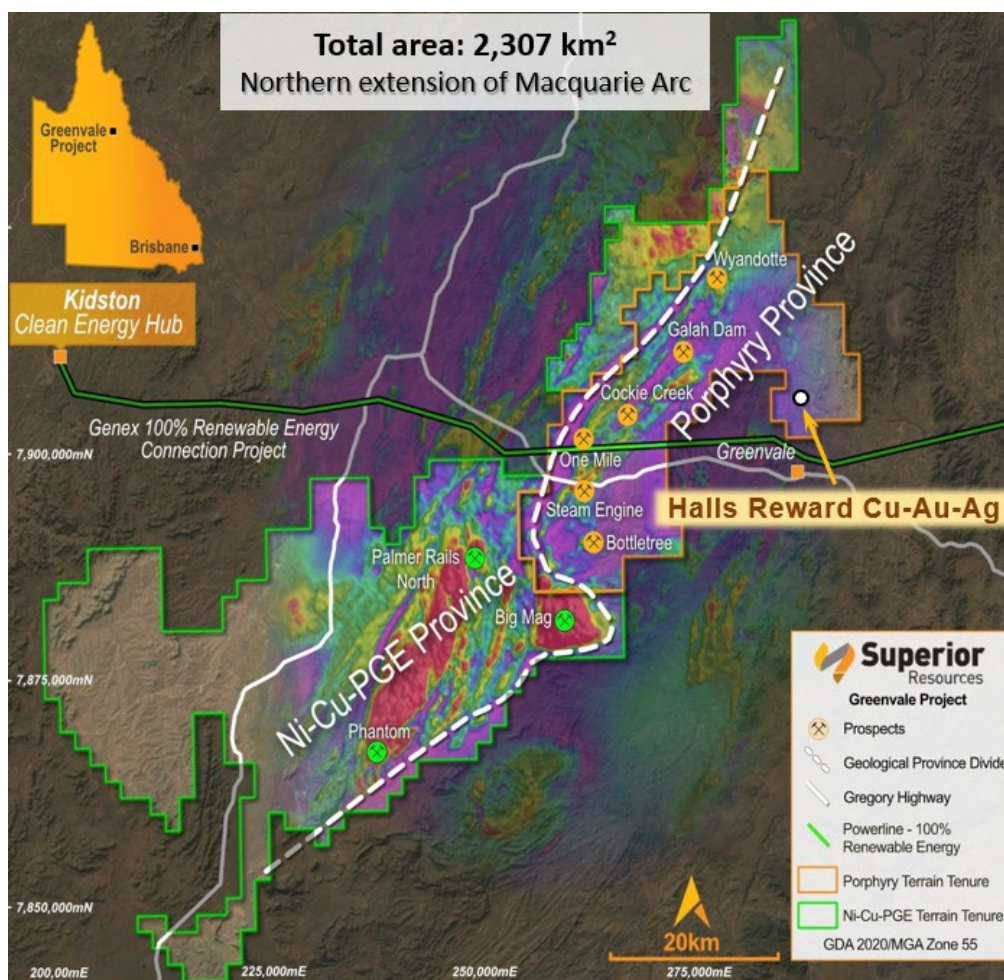 Total area: 2,307 km²
Northern extension of Macquarie Arc
Greenvale
Project
Brisbane
Kidston
Clean Energy Hub
Wyandotte
Galah Dam
Porphyry Province
Cockie Creek
Genex 100% Renewable Energy
Connection Project
7,900,000mN
One Mile
Greenvale
Halls Reward Cu-Au-Ag
Steam Engine
Bottletree
Palmer Rails
North
Big Mag
Ni-Cu-PGE Province
7,875,000mN
Phantom
7,850,000mN
200,00mE
225,000mE
250,000mE
275,000mE
20km
Superior
Resources
Greenvale Project
Prospects
Geological Province Divide
Gregory Highway
Powerline - 100%
Renewable Energy
Porphyry Terrain Tenure
Ni-Cu-PGE Terrain Tenure
GDA 2020/MGA Zone 55